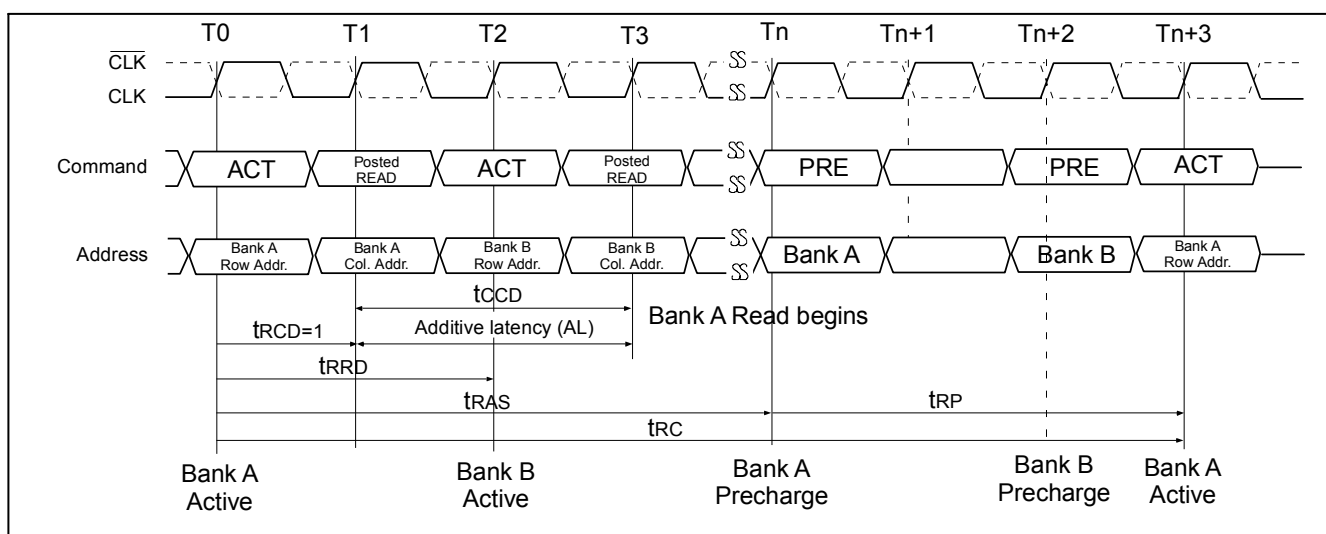 T0 T1 T2 T3 Tn Tn+1 Tn+2 Tn+3
CLK
CLK
Command ACT Posted READ ACT Posted READ PRE PRE ACT
Address Bank A Row Addr. Bank A Col. Addr. Bank B Row Addr. Bank B Col. Addr. Bank A Bank B Bank A Row Addr.
tCCD
Bank A Read begins
tRCD=1 Additive latency (AL)
tRRD
tRAS tRP
tRC
Bank A Active Bank B Active Bank A Precharge Bank B Precharge Bank A Active